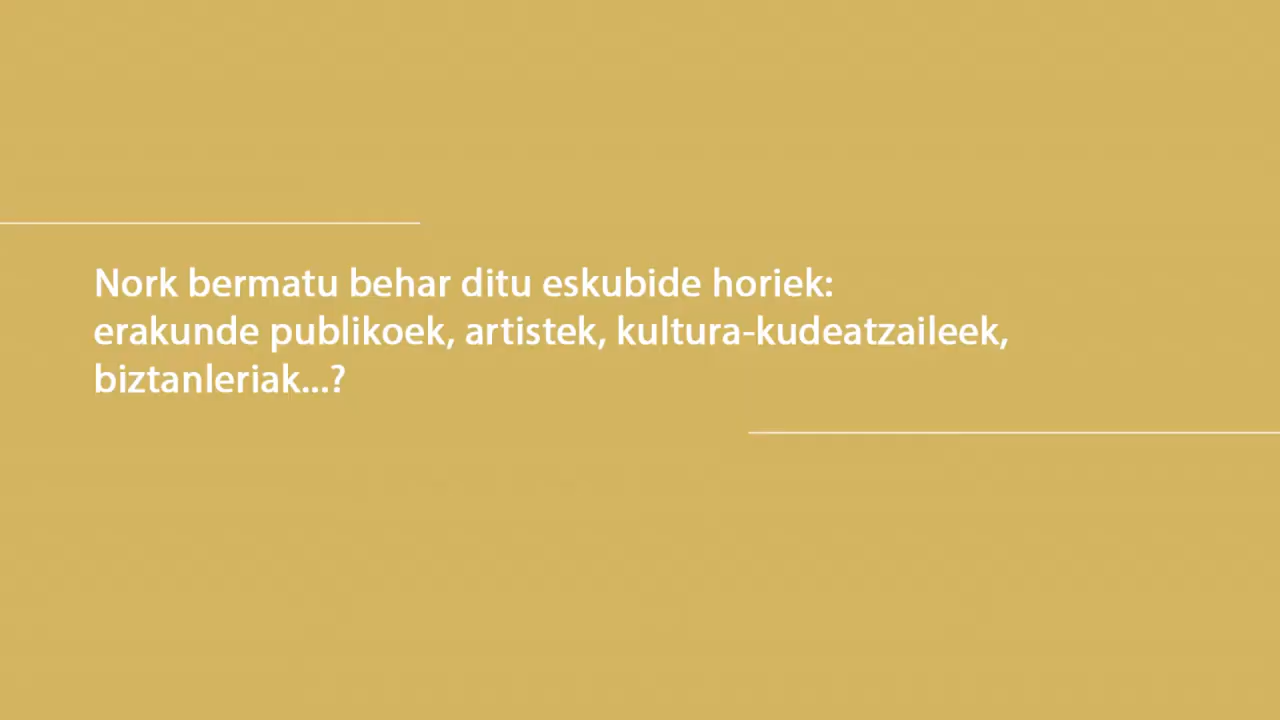 Nork bermatu behar ditu eskubide horiek:
erakunde publikoek, artistek, kultura-kudeatzaileek,
biztanleriak...?